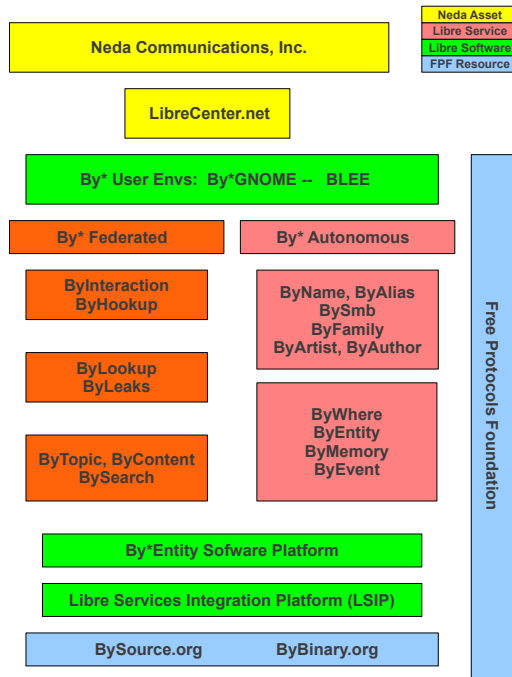 Neda Communications, Inc.
Neda Asset
Libre Service
Libre Software
FPF Resource
LibreCenter.net
By* User Envs: By*GNOME -- BLEE
By* Federated
By* Autonomous
ByInteraction
ByHookup
ByName, ByAlias
BySmb
ByFamily
ByArtist, ByAuthor
ByLookup
ByLeaks
ByWhere
ByEntity
ByMemory
ByEvent
ByTopic, ByContent
BySearch
By*Entity Sofware Platform
Libre Services Integration Platform (LSIP)
BySource.org ByBinary.org
Free Protocols Foundation